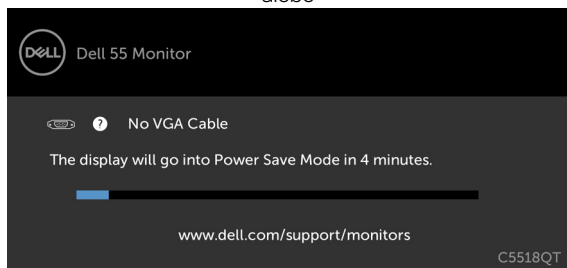 DELL
Dell 55 Monitor
? No VGA Cable
The display will go into Power Save Mode in 4 minutes.
www.dell.com/support/monitors
C5518QT